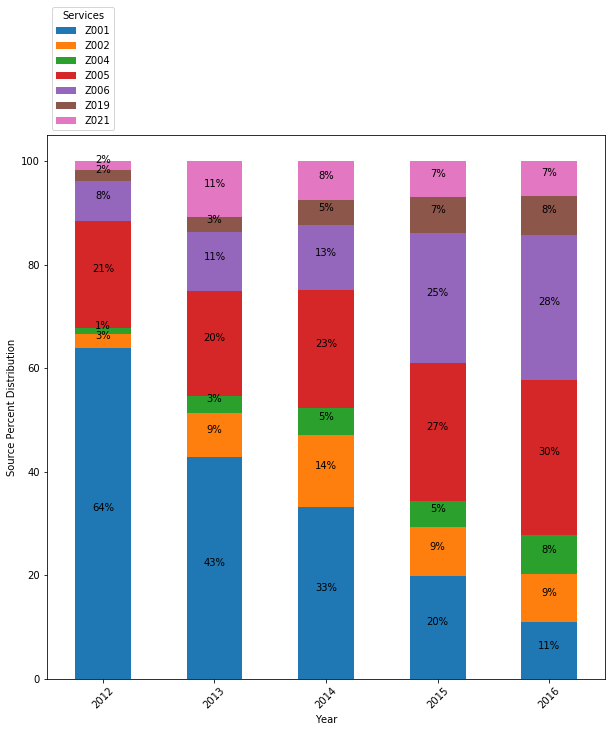 Services
Z001
Z002
Z004
Z005
Z006
Z019
Z021
100
80
60
40
20
0
Source Percent Distribution
2% 11% 8% 7% 7%
2% 3% 5% 7% 8%
8% 11% 13% 25% 28%
21% 20% 23% 27% 30%
1% 3% 5% 5% 8%
3% 9% 14% 9% 9%
64% 43% 33% 20% 11%
2012 2013 2014 2015 2016
Year